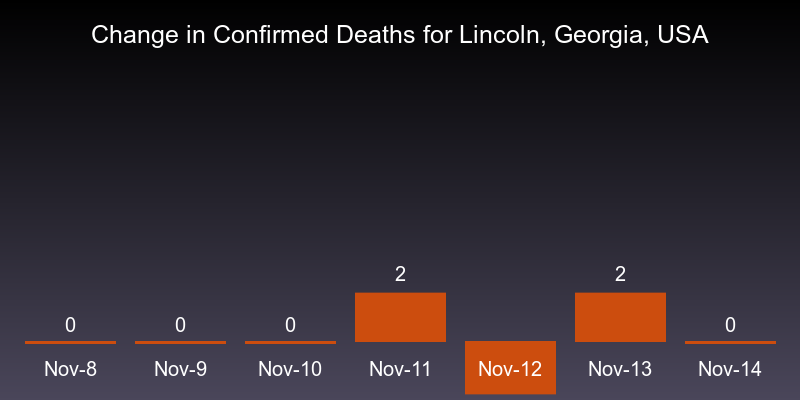 Change in Confirmed Deaths for Lincoln, Georgia, USA
2 2
0 0 0 0
Nov-8 Nov-9 Nov-10 Nov-11 Nov-12 Nov-13 Nov-14